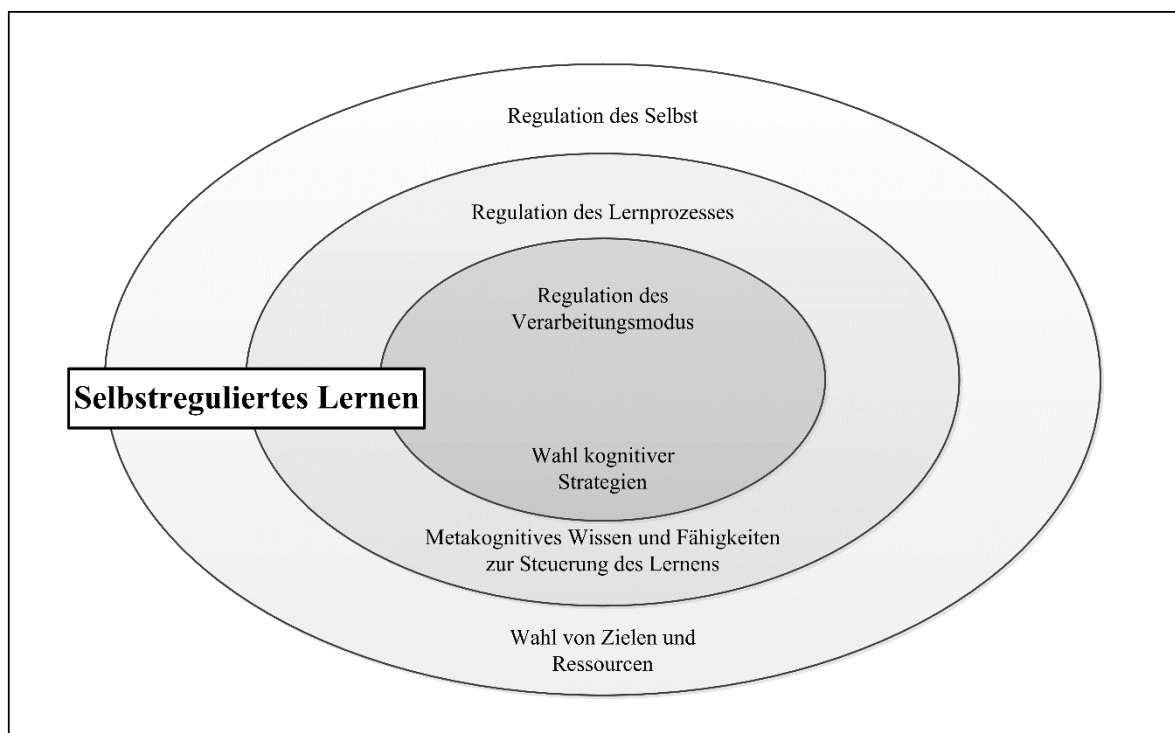 Regulation des Selbst
Regulation des Lernprozesses
Regulation des
Verarbeitungsmodus
Selbstreguliertes Lernen
Wahl kognitiver
Strategien
Metakognitives Wissen und Fähigkeiten
zur Steuerung des Lernens
Wahl von Zielen und
Ressourcen